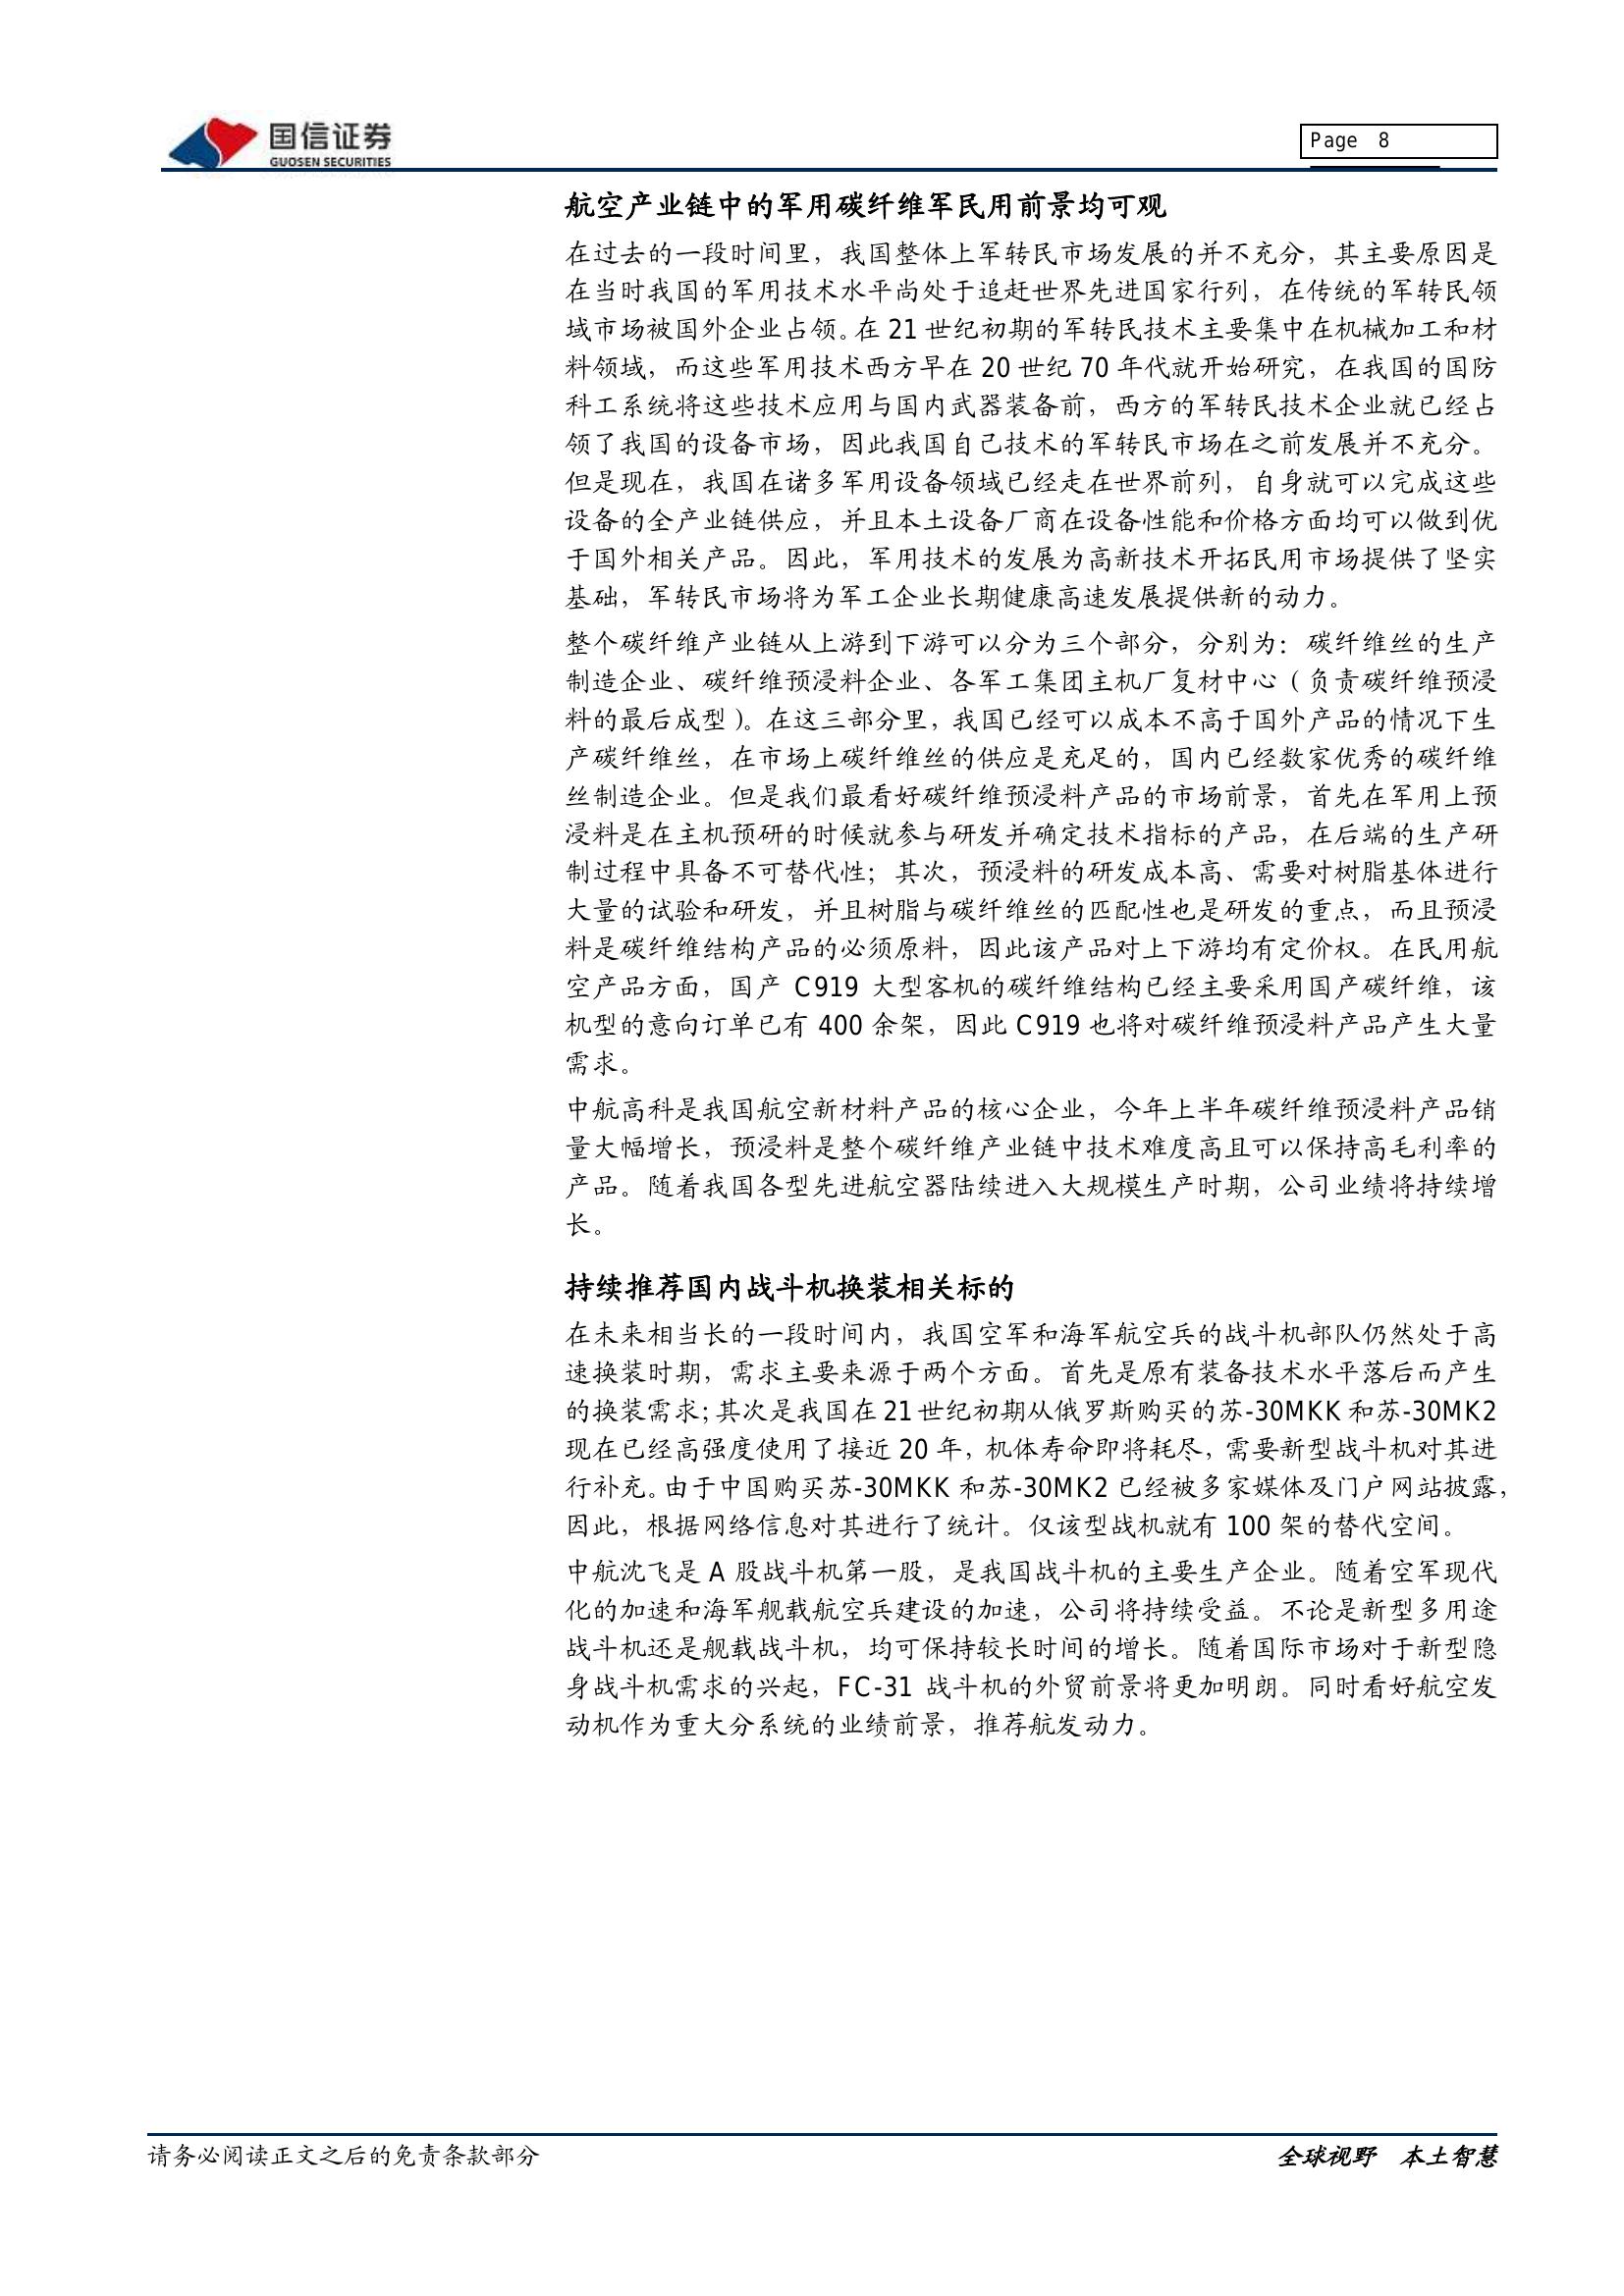 国信证券
GUOSEN SECURITIES
Page 8
航空产业链中的军用碳纤维军民用前景均可观
在过去的一段时间里，我国整体上军转民市场发展的并不充分，其主要原因是
在当时我国的军用技术水平尚处于追赶世界先进国家行列，在传统的军转民领
域市场被国外企业占领。在 21 世纪初期的军转民技术主要集中在机械加工和材
料领域，而这些军用技术西方早在 20 世纪 70 年代就开始研究，在我国的国防
科工系统将这些技术应用与国内武器装备前，西方的军转民技术企业就已经占
领了我国的设备市场，因此我国自己技术的军转民市场在之前发展并不充分。
但是现在，我国在诸多军用设备领域已经走在世界前列，自身就可以完成这些
设备的全产业链供应，并且本土设备厂商在设备性能和价格方面均可以做到优
于国外相关产品。因此，军用技术的发展为高新技术开拓民用市场提供了坚实
基础，军转民市场将为军工企业长期健康高速发展提供新的动力。
整个碳纤维产业链从上游到下游可以分为三个部分，分别为：碳纤维丝的生产
制造企业、碳纤维预浸料企业、各军工集团主机厂复材中心（负责碳纤维预浸
料的最后成型）。在这三部分里，我国已经可以成本不高于国外产品的情况下生
产碳纤维丝，在市场上碳纤维丝的供应是充足的，国内已经数家优秀的碳纤维
丝制造企业。但是我们最看好碳纤维预浸料产品的市场前景，首先在军用上预
浸料是在主机预研的时候就参与研发并确定技术指标的产品，在后端的生产研
制过程中具备不可替代性；其次，预浸料的研发成本高、需要对树脂基体进行
大量的试验和研发，并且树脂与碳纤维丝的匹配性也是研发的重点，而且预浸
料是碳纤维结构产品的必须原料，因此该产品对上下游均有定价权。在民用航
空产品方面，国产 C919 大型客机的碳纤维结构已经主要采用国产碳纤维，该
机型的意向订单已有 400 余架，因此 C919 也将对碳纤维预浸料产品产生大量
需求。
中航高科是我国航空新材料产品的核心企业，今年上半年碳纤维预浸料产品销
量大幅增长，预浸料是整个碳纤维产业链中技术难度高且可以保持高毛利率的
产品。随着我国各型先进航空器陆续进入大规模生产时期，公司业绩将持续增
长。
持续推荐国内战斗机换装相关标的
在未来相当长的一段时间内，我国空军和海军航空兵的战斗机部队仍然处于高
速换装时期，需求主要来源于两个方面。首先是原有装备技术水平落后而产生
的换装需求；其次是我国在 21 世纪初期从俄罗斯购买的苏-30MKK 和苏-30MK2
现在已经高强度使用了接近 20 年，机体寿命即将耗尽，需要新型战斗机对其进
行补充。由于中国购买苏-30MKK 和苏-30MK2 已经被多家媒体及门户网站披露，
因此，根据网络信息对其进行了统计。仅该型战机就有 100 架的替代空间。
中航沈飞是 A 股战斗机第一股，是我国战斗机的主要生产企业。随着空军现代
化的加速和海军舰载航空兵建设的加速，公司将持续受益。不论是新型多用途
战斗机还是舰载战斗机，均可保持较长时间的增长。随着国际市场对于新型隐
身战斗机需求的兴起，FC-31 战斗机的外贸前景将更加明朗。同时看好航空发
动机作为重大分系统的业绩前景，推荐航发动力。
请务必阅读正文之后的免责条款部分
全球视野 本土智慧